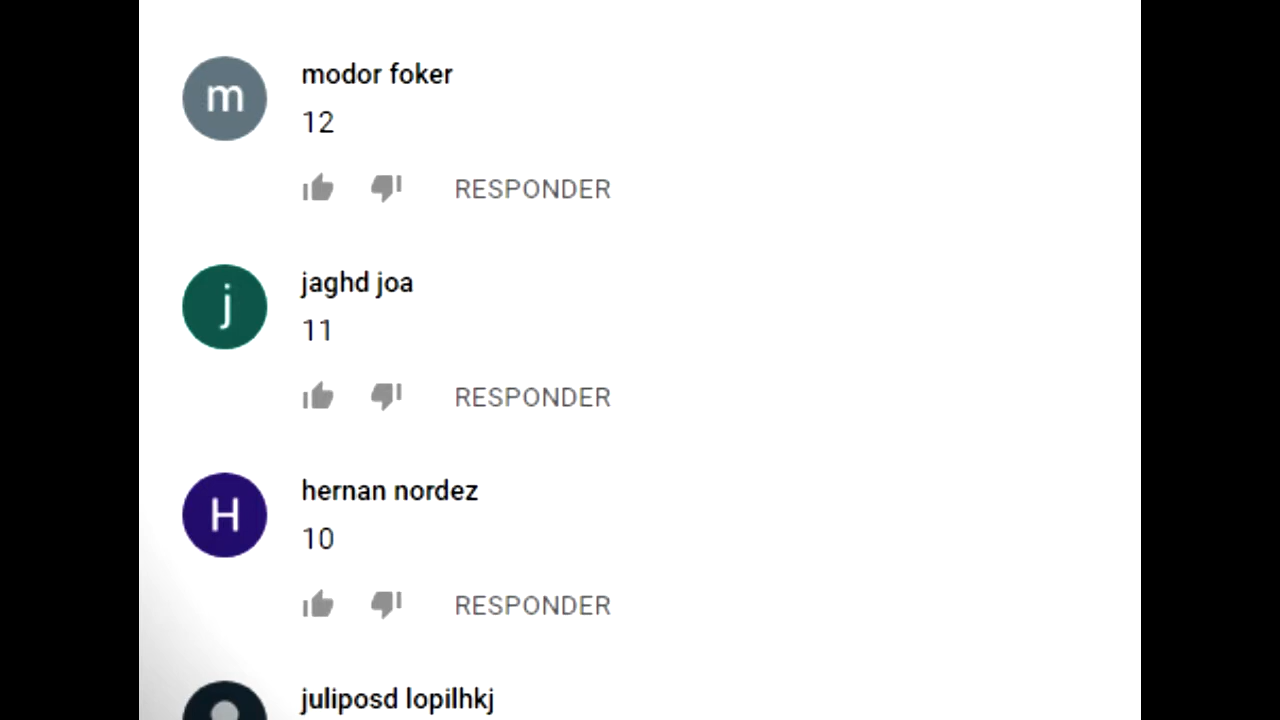 m
modor foker
12
RESPONDER
j
jaghd joa
11
RESPONDER
H
hernan nordez
10
RESPONDER
juliposd lopilhkj